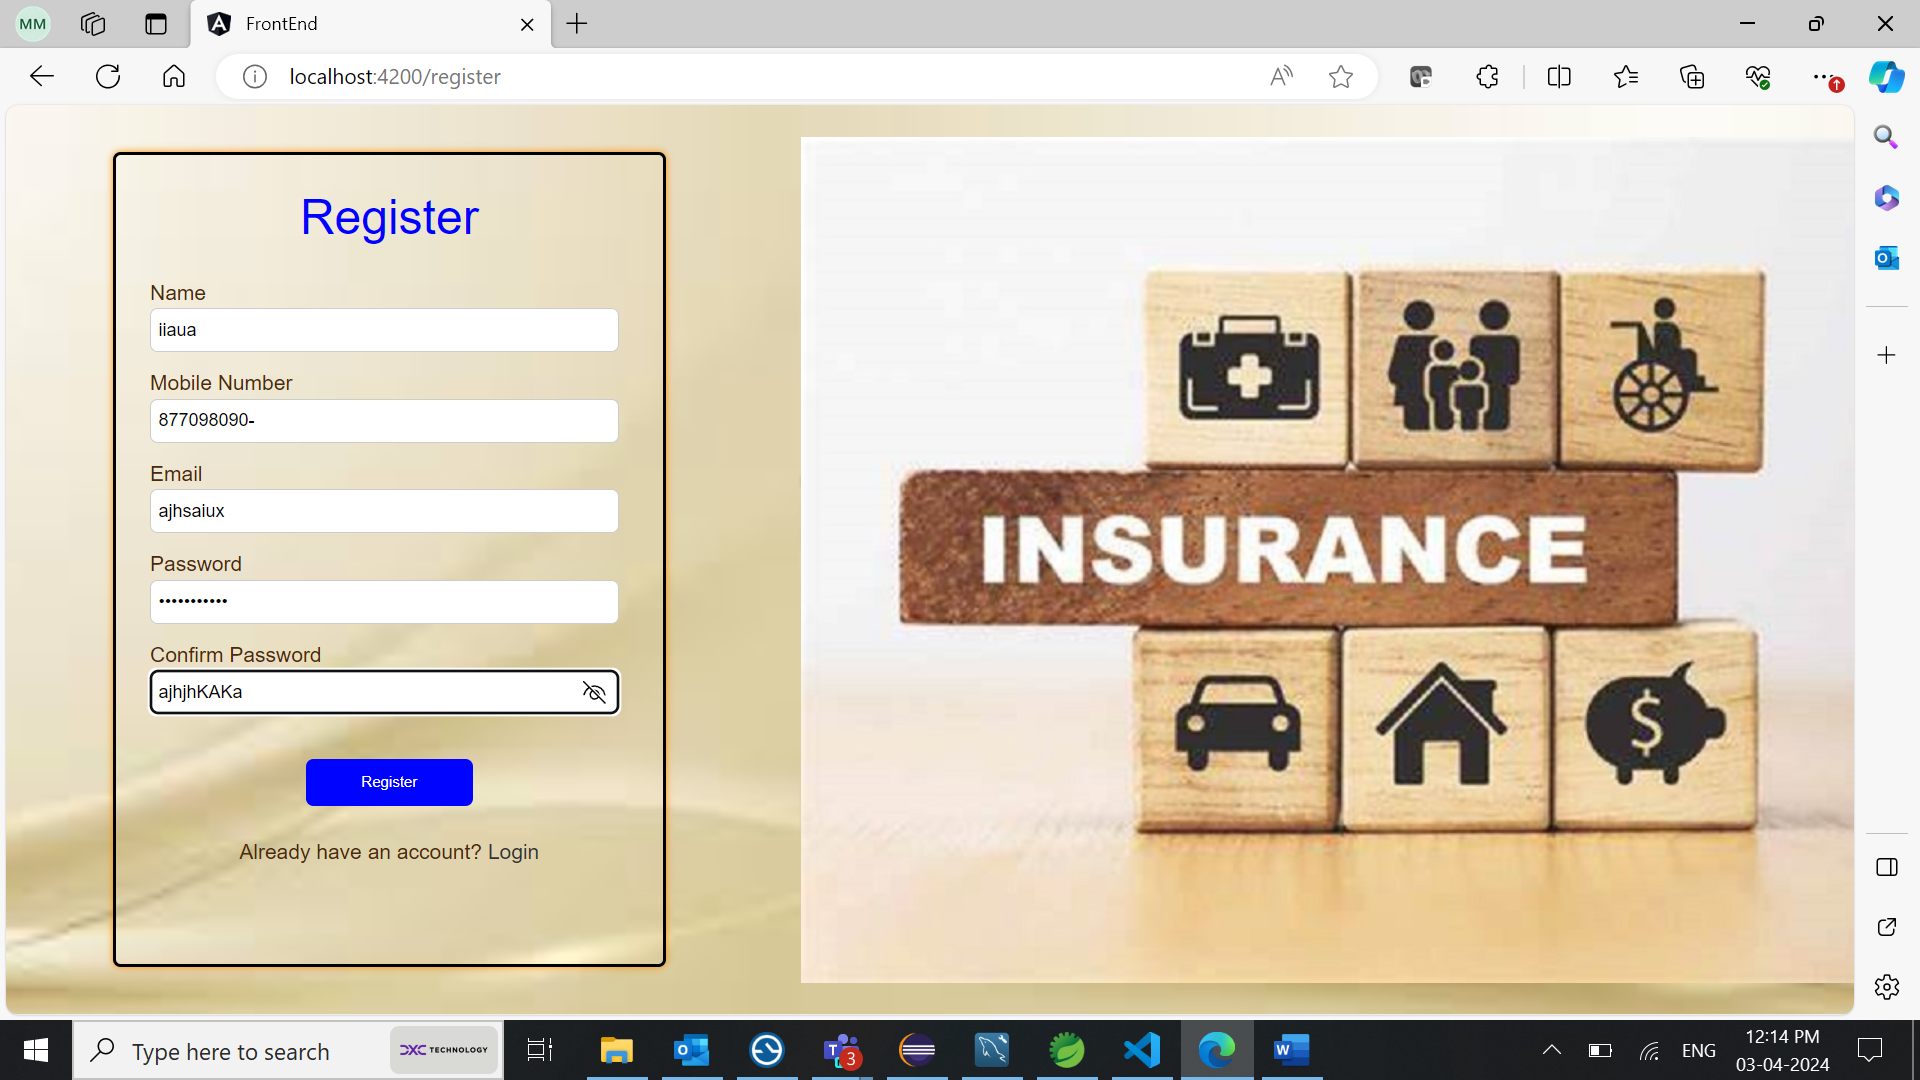 MM
FrontEnd
localhost:4200/register
Register
Name
iiaua
Mobile Number
877098090-
Email
ajhsaiux
Password
•••••••••••
Confirm Password
ajhjhKAKa
Register
Already have an account? Login
INSURANCE
$
Type here to search
DXC TECHNOLOGY
3
ENG
12:14 PM
03-04-2024